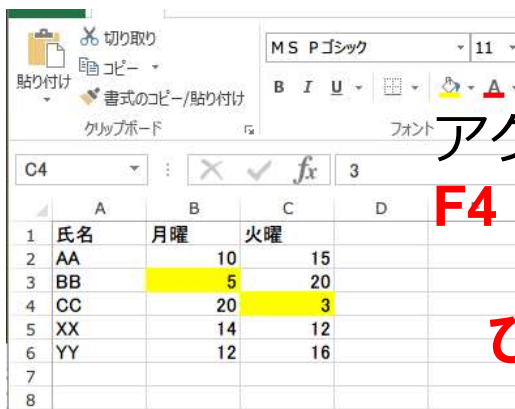 切り取り
コピー
書式のコピー/貼り付け
貼り付け
クリップボード
MS Pゴシック 11
B I U A
フォント
アク
F4
C4 fx 3
A B C D
1 氏名 月曜 火曜
2 AA 10 15
3 BB 5 20
4 CC 20 3
5 XX 14 12
6 YY 12 16
7
8